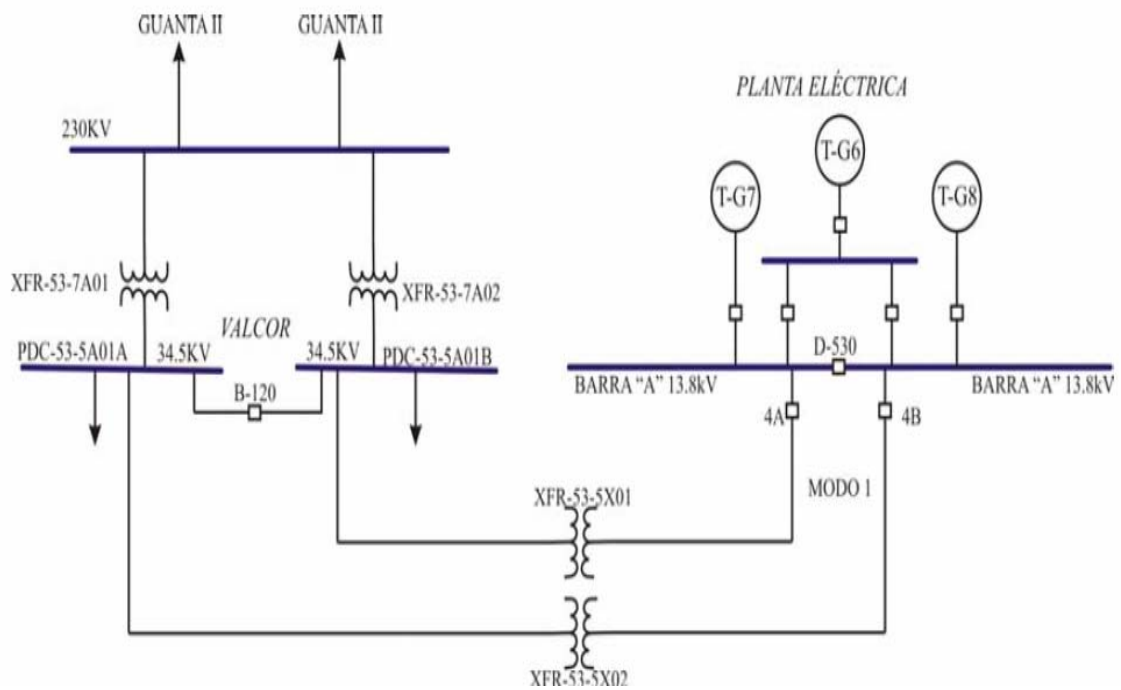 GUANTA II
GUANTA II
230KV
XFR-53-7A01
XFR-53-7A02
VALCOR
PDC-53-5A01A
34.5KV
34.5KV
PDC-53-5A01B
B-120
PLANTA ELÉCTRICA
T-G6
T-G7
T-G8
D-530
BARRA “A” 13.8kV
BARRA “A” 13.8kV
4A
4B
MODO 1
XFR-53-5X01
XFR-53-5X02